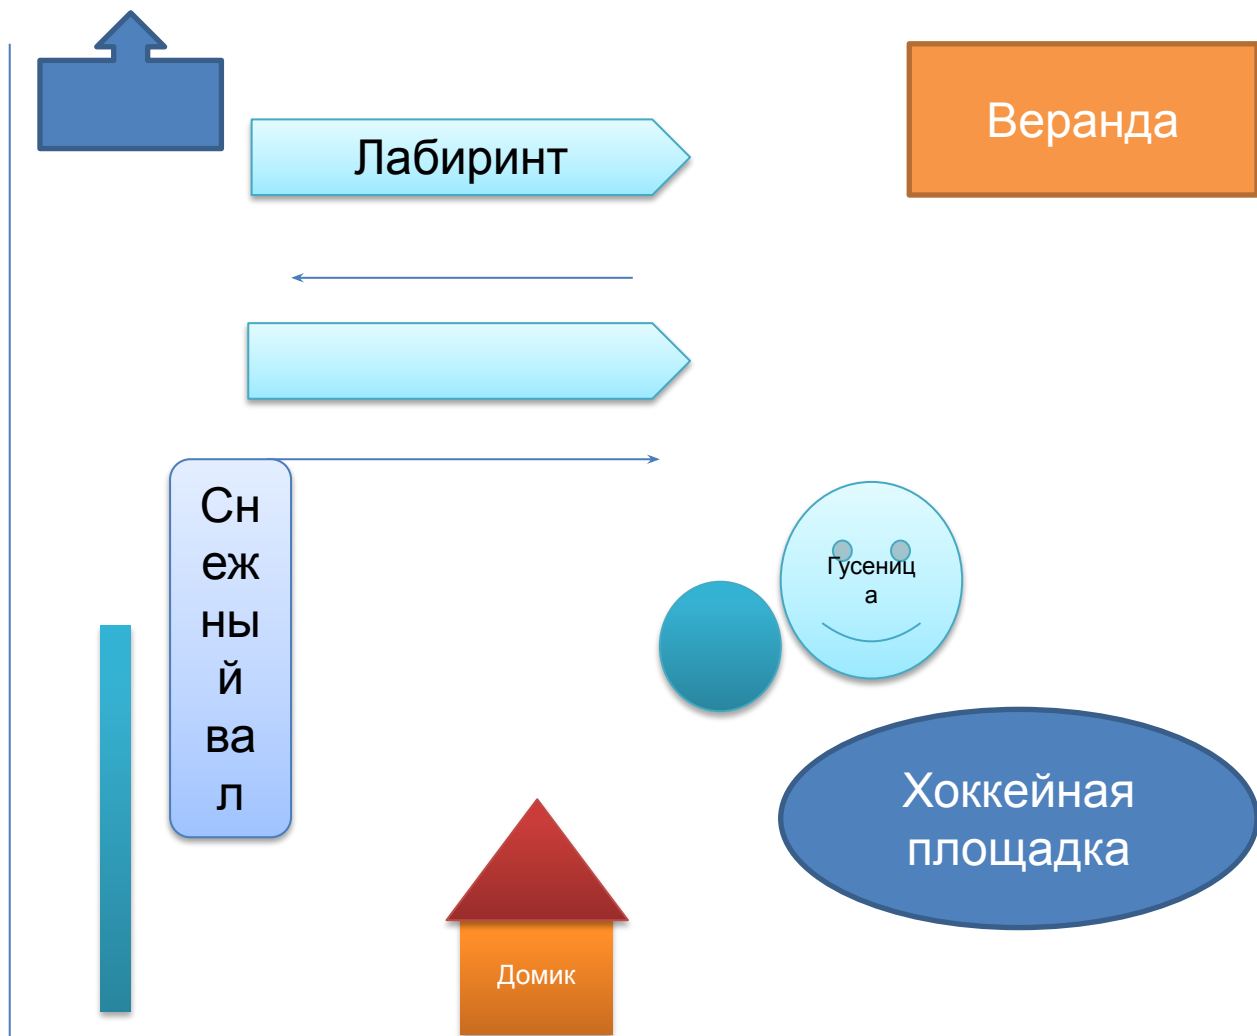 Веранда
Лабиринт
Сн
еж
ны
й
ва
л
Гусениц
а
Хоккейная
площадка
Домик